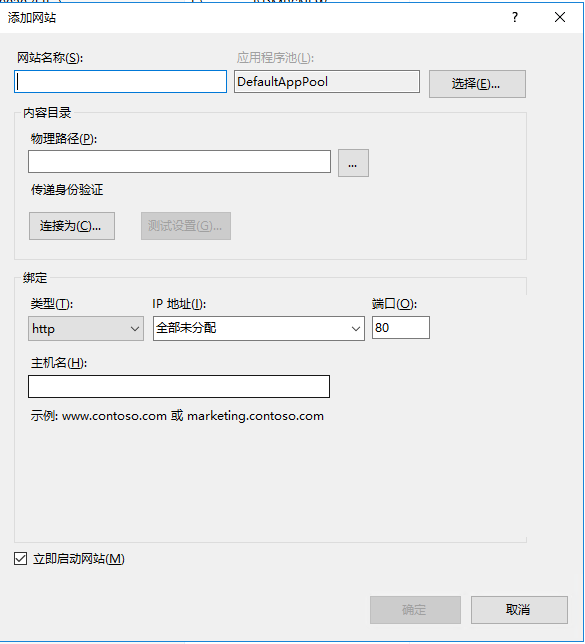 添加网站
网站名称(S):
应用程序池(L):
DefaultAppPool
选择(E)...
内容目录
物理路径(P):
...
传递身份验证
连接为(C)...
测试设置(G)...
绑定
类型(T):
IP 地址(I):
端口(O):
http
全部未分配
80
主机名(H):
示例: www.contoso.com 或 marketing.contoso.com
立即启动网站(M)
确定
取消